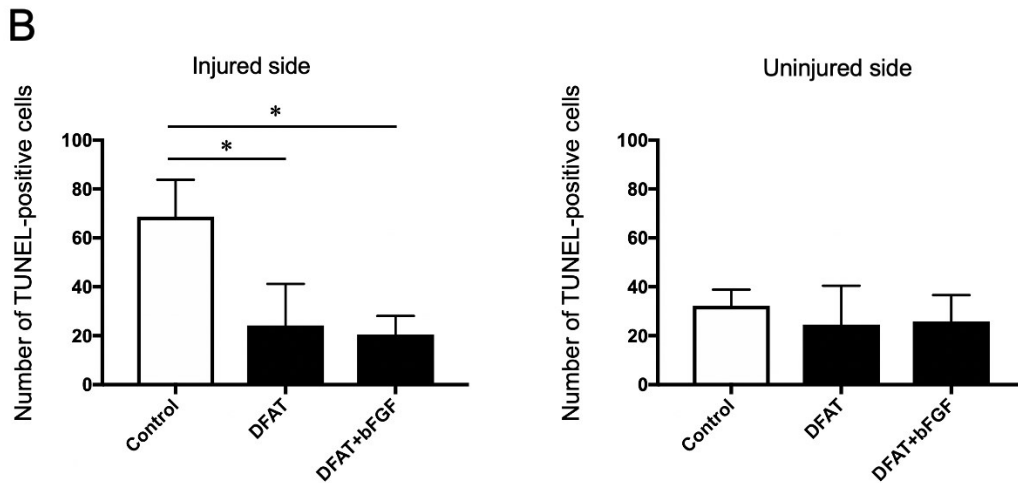 B
Injured side
Number of TUNEL-positive cells
*
*
100
80
60
40
20
0
Control
DFAT
DFAT+bFGF
Uninjured side
Number of TUNEL-positive cells
100
80
60
40
20
0
Control
DFAT
DFAT+bFGF